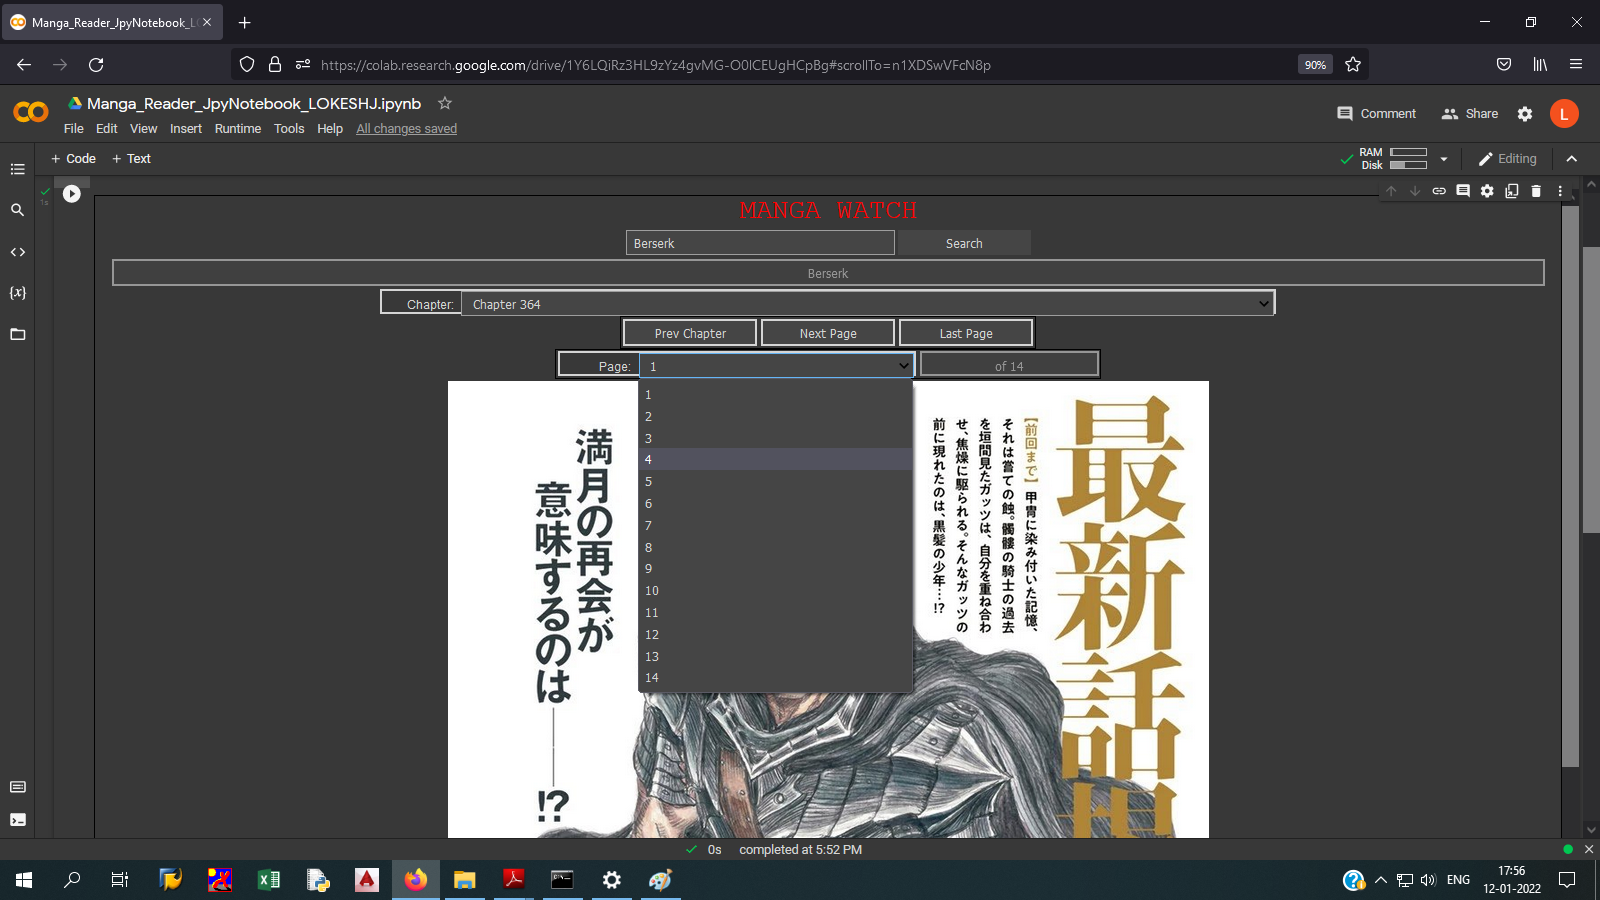 Manga_Reader_JpyNotebook_L
https://colab.research.google.com/drive/1Y6LQiRz3HL9zYz4gvMG-O0lCEUgHCpBg#scrollTo=n1XDSwVFcN8p
90%
Manga_Reader_JpyNotebook_LOKESHJ.ipynb
File Edit View Insert Runtime Tools Help All changes saved
Comment Share L
+ Code + Text
RAM
Disk
Editing
1s
MANGA WATCH
Berserk Search
Berserk
Chapter: Chapter 364
Prev Chapter Next Page Last Page
Page: 1 of 14
1
2
3
4
5
6
7
8
9
10
11
12
13
14
最新話
【前回まで】甲冑に染み付いた記憶、
それは嘗ての蝕。髑髏の騎士の過去
を垣間見たガッツは、自分を重ね合わ
せ、焦燥に駆られる。そんなガッツの
前に現れたのは、黒髪の少年…!?
満月の再会が
意味するのは――!?
0s completed at 5:52 PM
ENG
17:56
12-01-2022